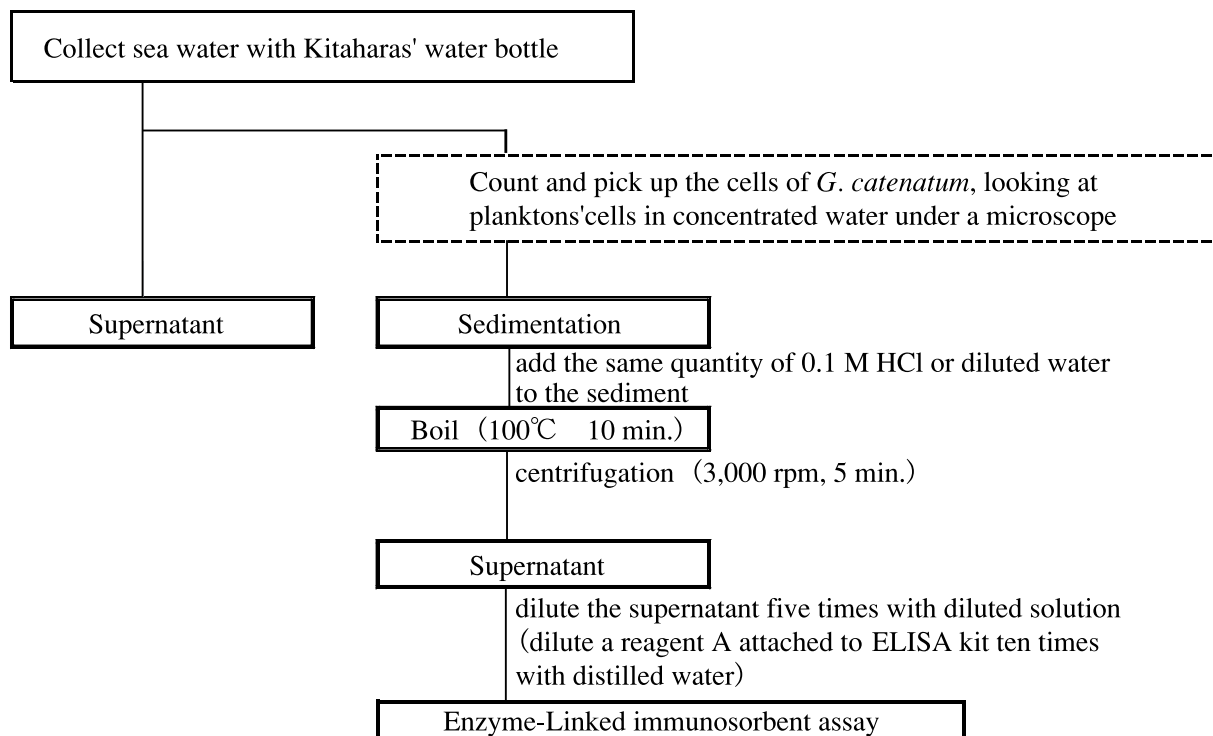 Collect sea water with Kitaharas' water bottle
Count and pick up the cells of G. catenatum, looking at
planktons'cells in concentrated water under a microscope
Supernatant
Sedimentation
add the same quantity of 0.1 M HCl or diluted water
to the sediment
Boil（100℃　10 min.）
centrifugation（3,000 rpm, 5 min.）
Supernatant
dilute the supernatant five times with diluted solution
（dilute a reagent A attached to ELISA kit ten times
with distilled water）
Enzyme-Linked immunosorbent assay